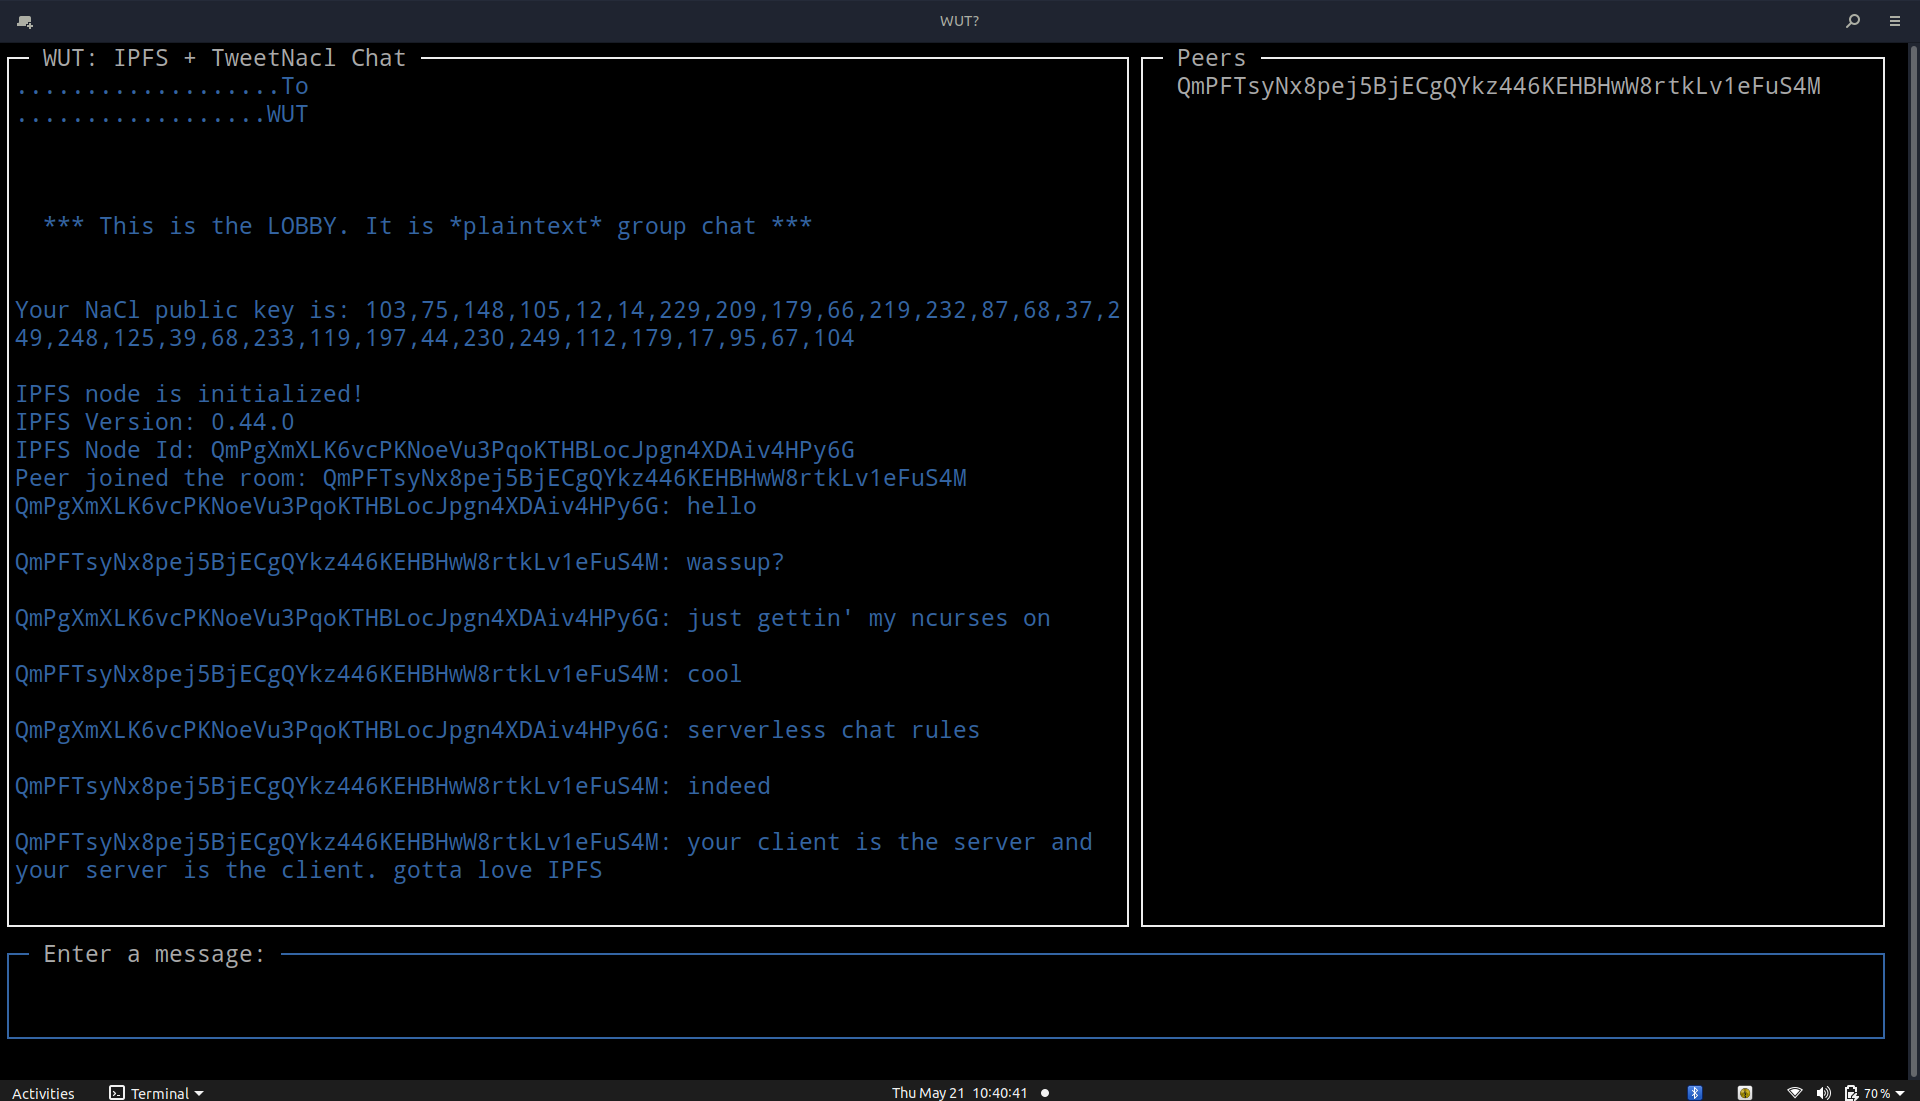 WUT?
WUT: IPFS + TweetNacl Chat
...................To
..................WUT
*** This is the LOBBY. It is *plaintext* group chat ***
Your NaCl public key is: 103,75,148,105,12,14,229,209,179,66,219,232,87,68,37,2
49,248,125,39,68,233,119,197,44,230,249,112,179,17,95,67,104
IPFS node is initialized!
IPFS Version: 0.44.0
IPFS Node Id: QmPgXmXLK6vcPKNoeVu3PqoKTHBLocJpgn4XDAiv4HPy6G
Peer joined the room: QmPFTsyNx8pej5BjECgQYkz446KEHBHwW8rtkLv1eFuS4M
QmPgXmXLK6vcPKNoeVu3PqoKTHBLocJpgn4XDAiv4HPy6G: hello
QmPFTsyNx8pej5BjECgQYkz446KEHBHwW8rtkLv1eFuS4M: wassup?
QmPgXmXLK6vcPKNoeVu3PqoKTHBLocJpgn4XDAiv4HPy6G: just gettin' my ncurses on
QmPFTsyNx8pej5BjECgQYkz446KEHBHwW8rtkLv1eFuS4M: cool
QmPgXmXLK6vcPKNoeVu3PqoKTHBLocJpgn4XDAiv4HPy6G: serverless chat rules
QmPFTsyNx8pej5BjECgQYkz446KEHBHwW8rtkLv1eFuS4M: indeed
QmPFTsyNx8pej5BjECgQYkz446KEHBHwW8rtkLv1eFuS4M: your client is the server and
your server is the client. gotta love IPFS
Peers
QmPFTsyNx8pej5BjECgQYkz446KEHBHwW8rtkLv1eFuS4M
Enter a message:
Activities
Terminal
Thu May 21 10:40:41
70 %